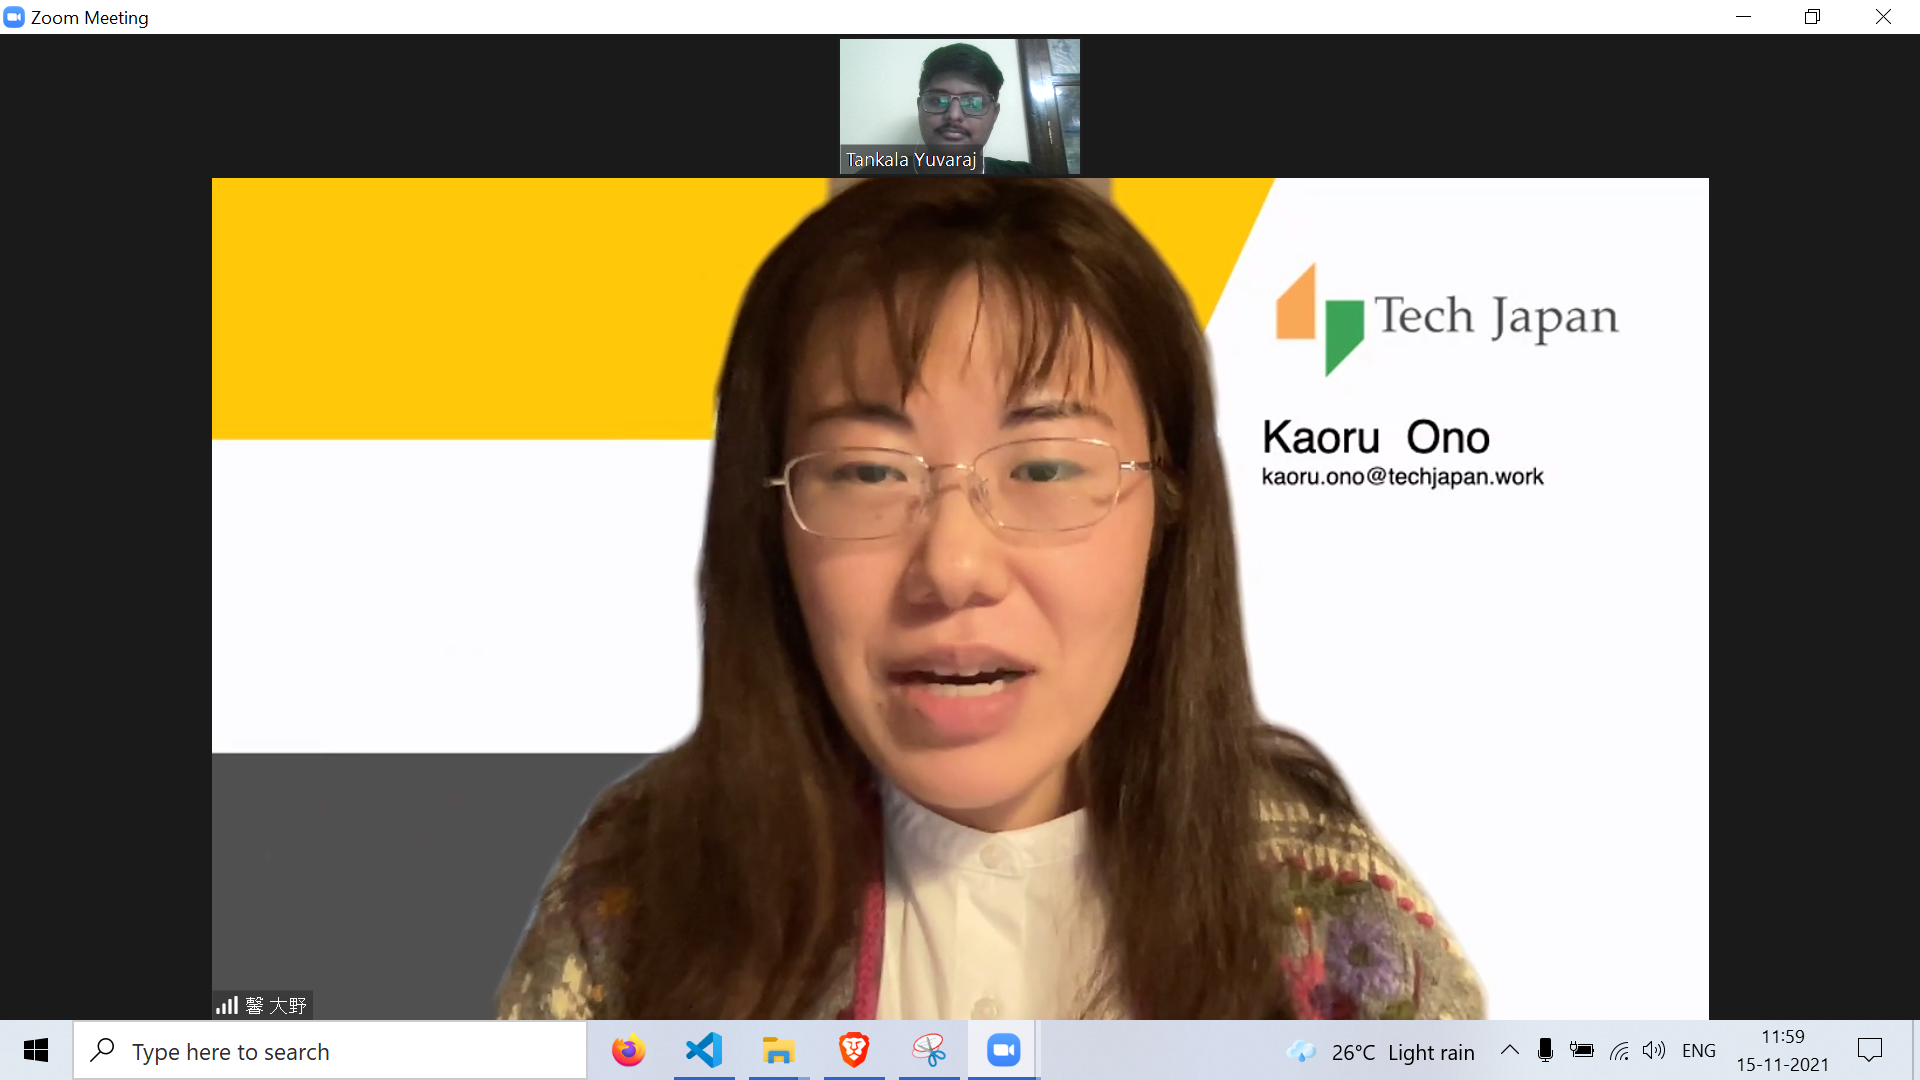 Zoom Meeting
Tankala Yuvaraj
Tech Japan
Kaoru Ono
kaoru.ono@techjapan.work
馨 大野
Type here to search
26°C Light rain
ENG
11:59
15-11-2021